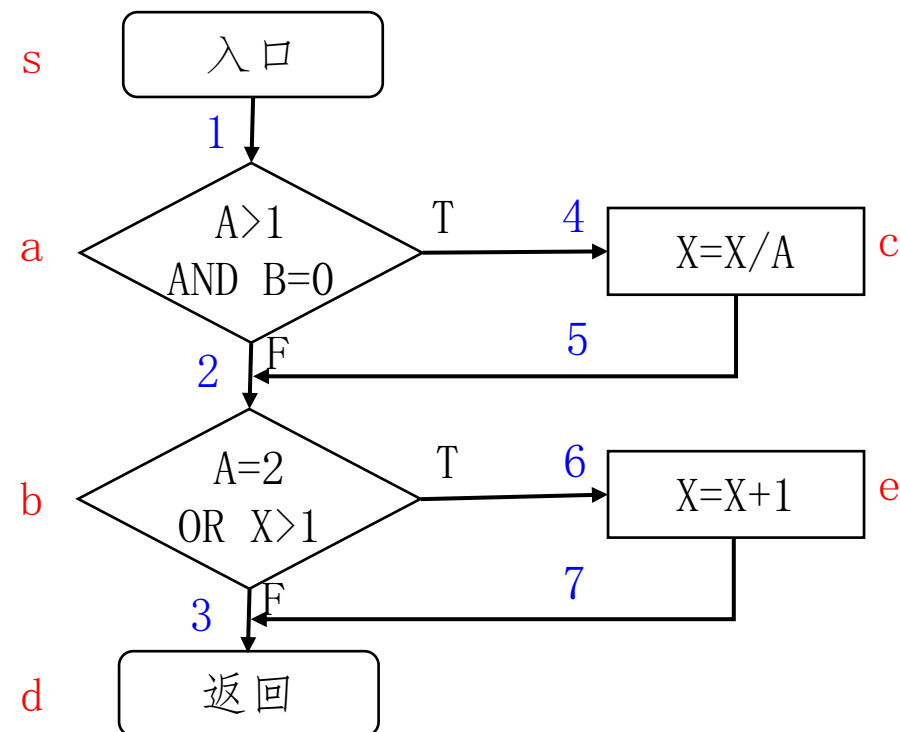 s
入口
1
a
A>1
AND B=0
T
4
X=X/A
c
F
5
2
b
A=2
OR X>1
T
6
X=X+1
e
F
7
3
d
返回